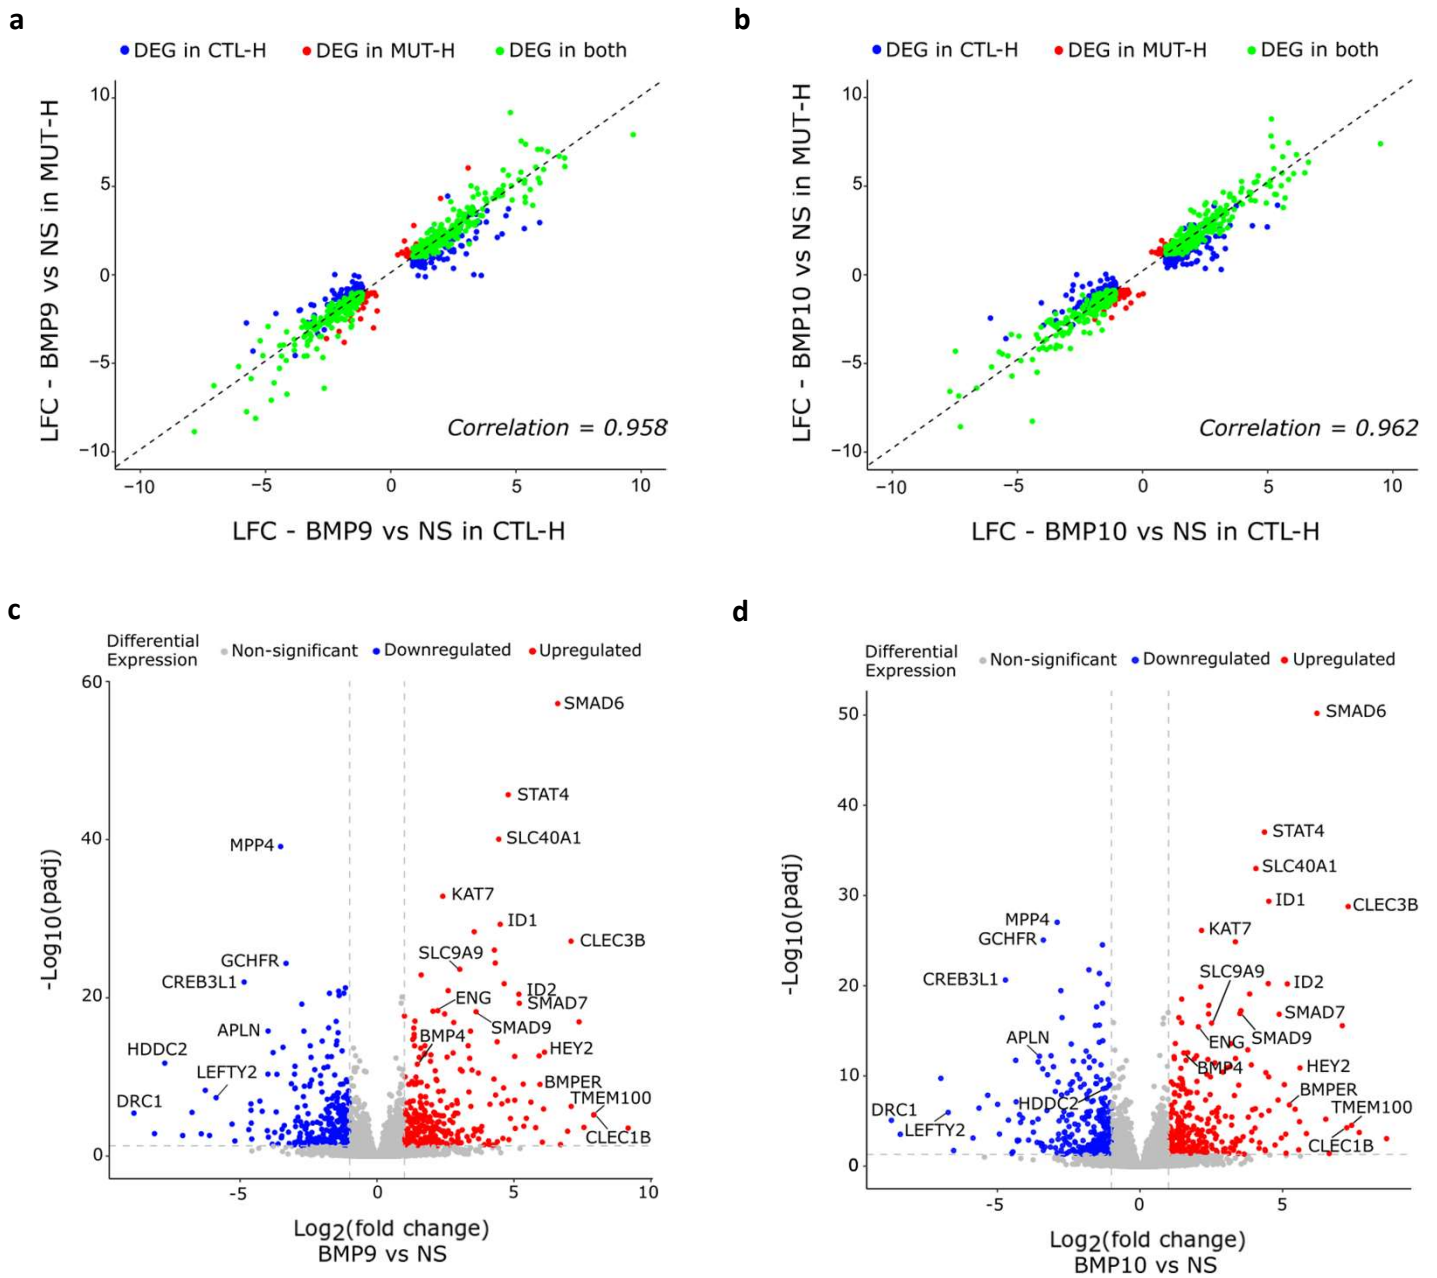 a
DEG in CTL-H
DEG in MUT-H
DEG in both
LFC - BMP9 vs NS in MUT-H
10
5
0
−5
−10
Correlation = 0.958
−10
−5
0
5
10
LFC - BMP9 vs NS in CTL-H
b
DEG in CTL-H
DEG in MUT-H
DEG in both
LFC - BMP10 vs NS in MUT-H
10
5
0
−5
−10
Correlation = 0.962
−10
−5
0
5
10
LFC - BMP10 vs NS in CTL-H
c
Differential
Expression
Non-significant
Downregulated
Upregulated
-Log10(padj)
60
40
20
0
SMAD6
STAT4
SLC40A1
MPP4
KAT7
ID1
CLEC3B
SLC9A9
GCHFR
CREB3L1
ID2
ENG
SMAD7
APLN
SMAD9
BMP4
HDDC2
HEY2
LEFTY2
BMPER
DRC1
TMEM100
CLEC1B
-5
0
5
10
Log2(fold change)
BMP9 vs NS
d
Differential
Expression
Non-significant
Downregulated
Upregulated
-Log10(padj)
50
40
30
20
10
0
SMAD6
STAT4
SLC40A1
ID1
CLEC3B
MPP4
GCHFR
KAT7
CREB3L1
SLC9A9
ID2
SMAD7
APLN
ENG
SMAD9
BMP4
HEY2
HDDC2
BMPER
DRC1
TMEM100
LEFTY2
CLEC1B
-5
0
5
Log2(fold change)
BMP10 vs NS